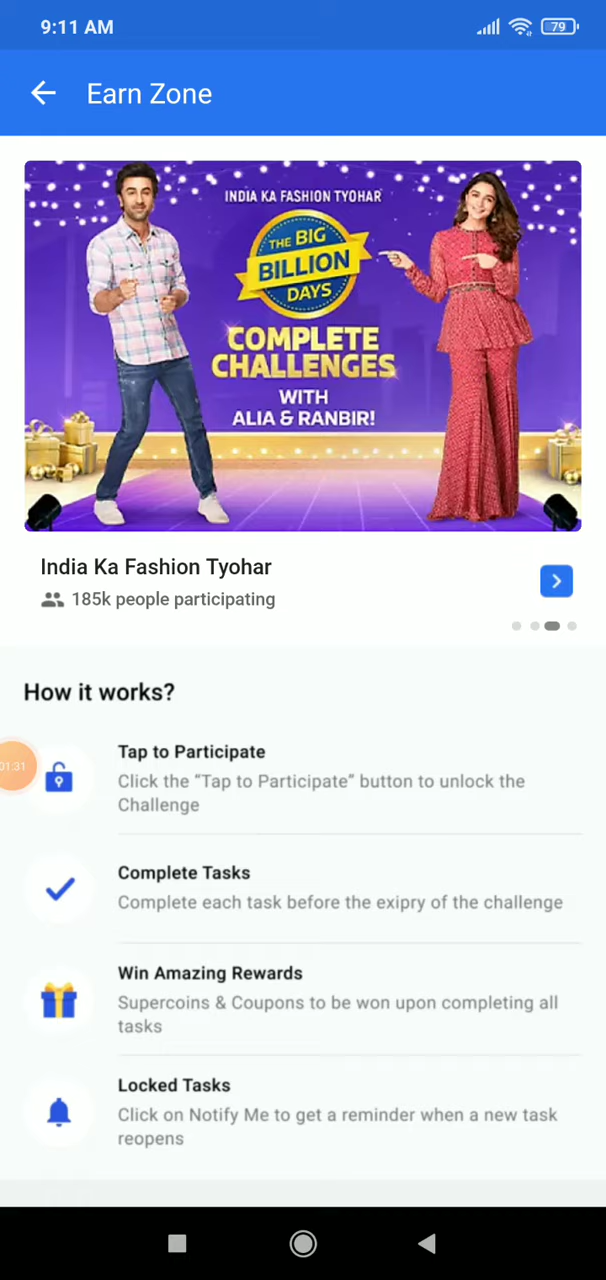 9:11 AM
79
Earn Zone
INDIA KA FASHION TYOHAR
THE BIG
BILLION
DAYS
COMPLETE
CHALLENGES
WITH
ALIA & RANBIR!
India Ka Fashion Tyohar
185k people participating
How it works?
01:31
Tap to Participate
Click the “Tap to Participate” button to unlock the
Challenge
Complete Tasks
Complete each task before the exipry of the challenge
Win Amazing Rewards
Supercoins & Coupons to be won upon completing all
tasks
Locked Tasks
Click on Notify Me to get a reminder when a new task
reopens